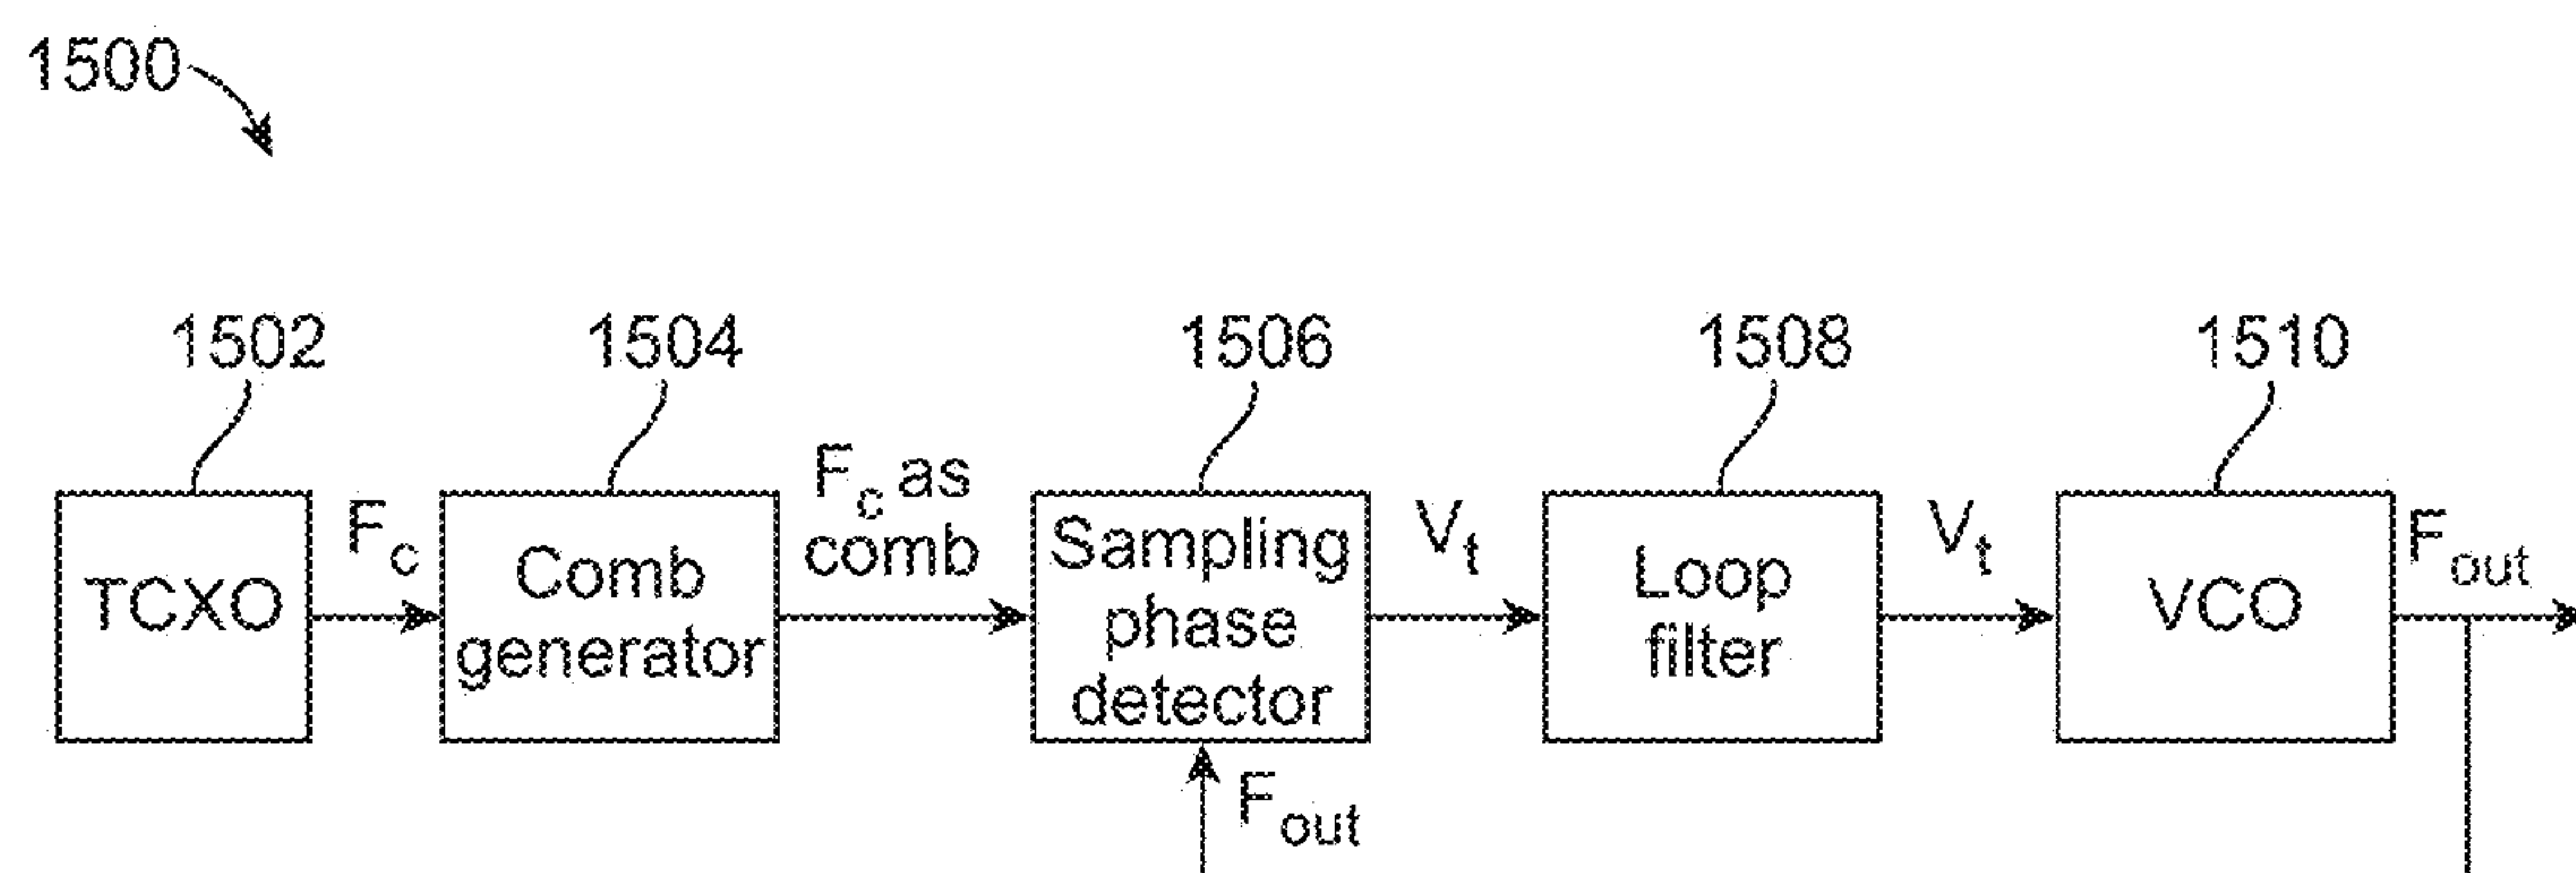 1500
1502
1504
1506
1508
1510
TCXO
Fc
Comb
generator
Fc as
comb
Sampling
phase
detector
Vt
Loop
filter
Vt
VCO
Fout
Fout